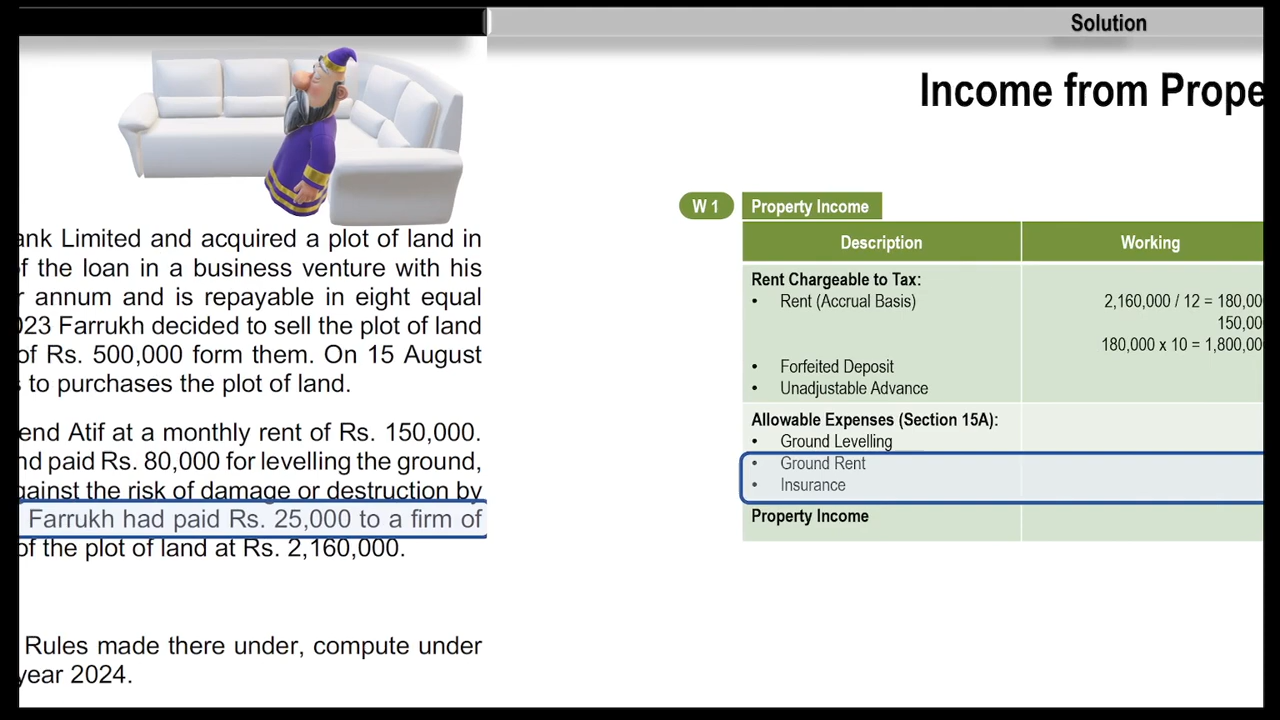 Solution
Income from Prope
ank Limited and acquired a plot of land in
of the loan in a business venture with his
r annum and is repayable in eight equal
023 Farrukh decided to sell the plot of land
of Rs. 500,000 form them. On 15 August
s to purchases the plot of land.
end Atif at a monthly rent of Rs. 150,000.
nd paid Rs. 80,000 for levelling the ground,
gainst the risk of damage or destruction by
Farrukh had paid Rs. 25,000 to a firm of
of the plot of land at Rs. 2,160,000.
Rules made there under, compute under
year 2024.
W 1 Property Income
Description Working
Rent Chargeable to Tax:
• Rent (Accrual Basis) 2,160,000 / 12 = 180,00
150,00
180,000 x 10 = 1,800,00
• Forfeited Deposit
• Unadjustable Advance
Allowable Expenses (Section 15A):
• Ground Levelling
• Ground Rent
• Insurance
Property Income